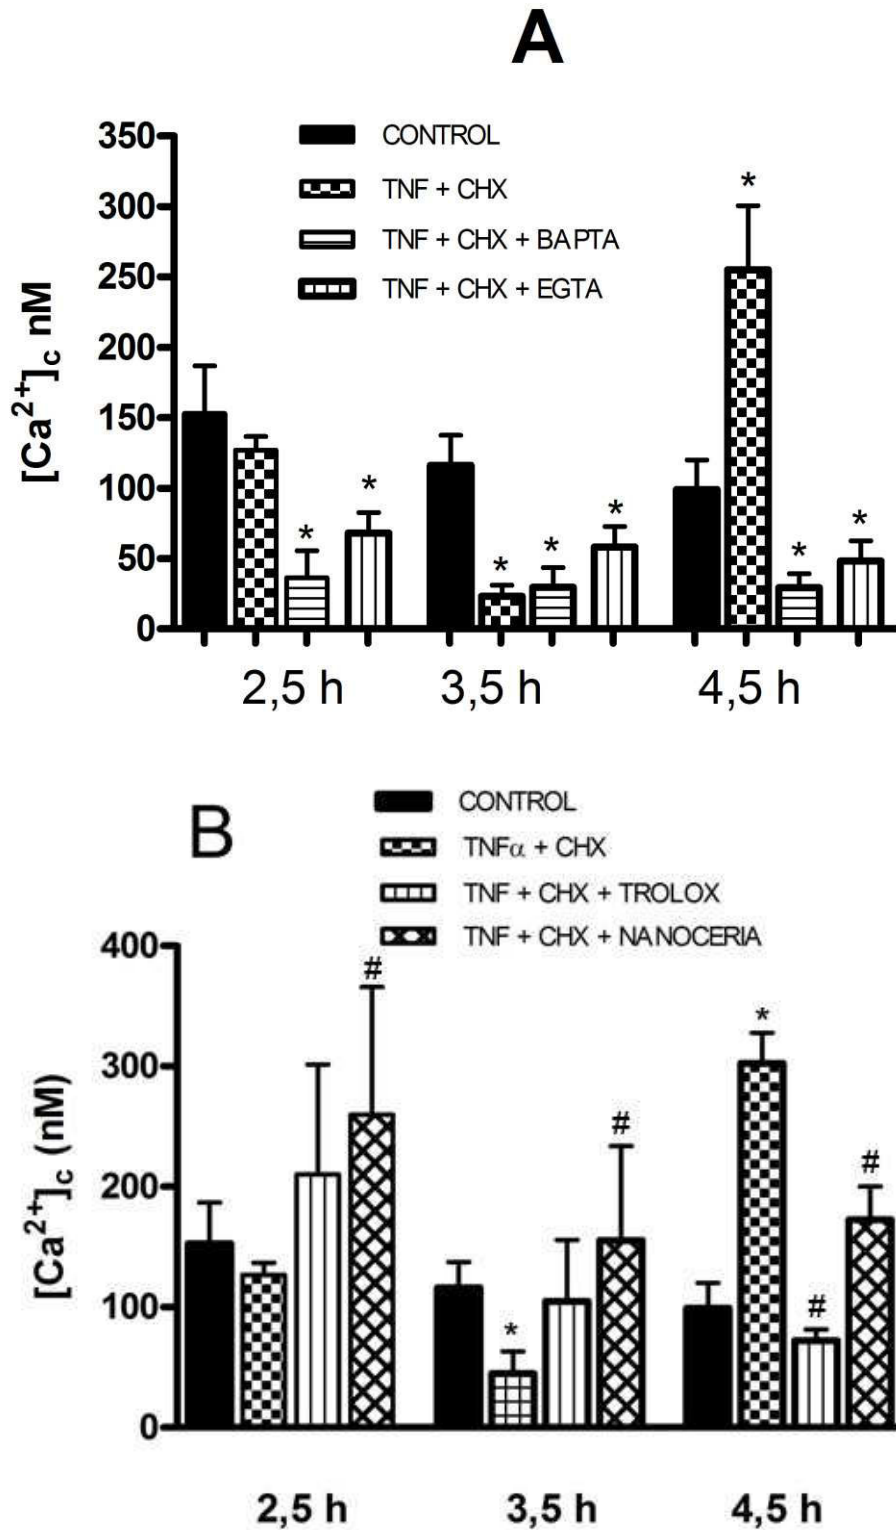 A
350
300
250
200
150
100
50
0
[Ca2+]c nM
CONTROL
TNF + CHX
TNF + CHX + BAPTA
TNF + CHX + EGTA
* * * * * * * *
2,5 h 3,5 h 4,5 h
B
CONTROL
TNFα + CHX
TNF + CHX + TROLOX
TNF + CHX + NANOCERIA
400
300
200
100
0
[Ca2+]c (nM)
# * # * # #
2,5 h 3,5 h 4,5 h